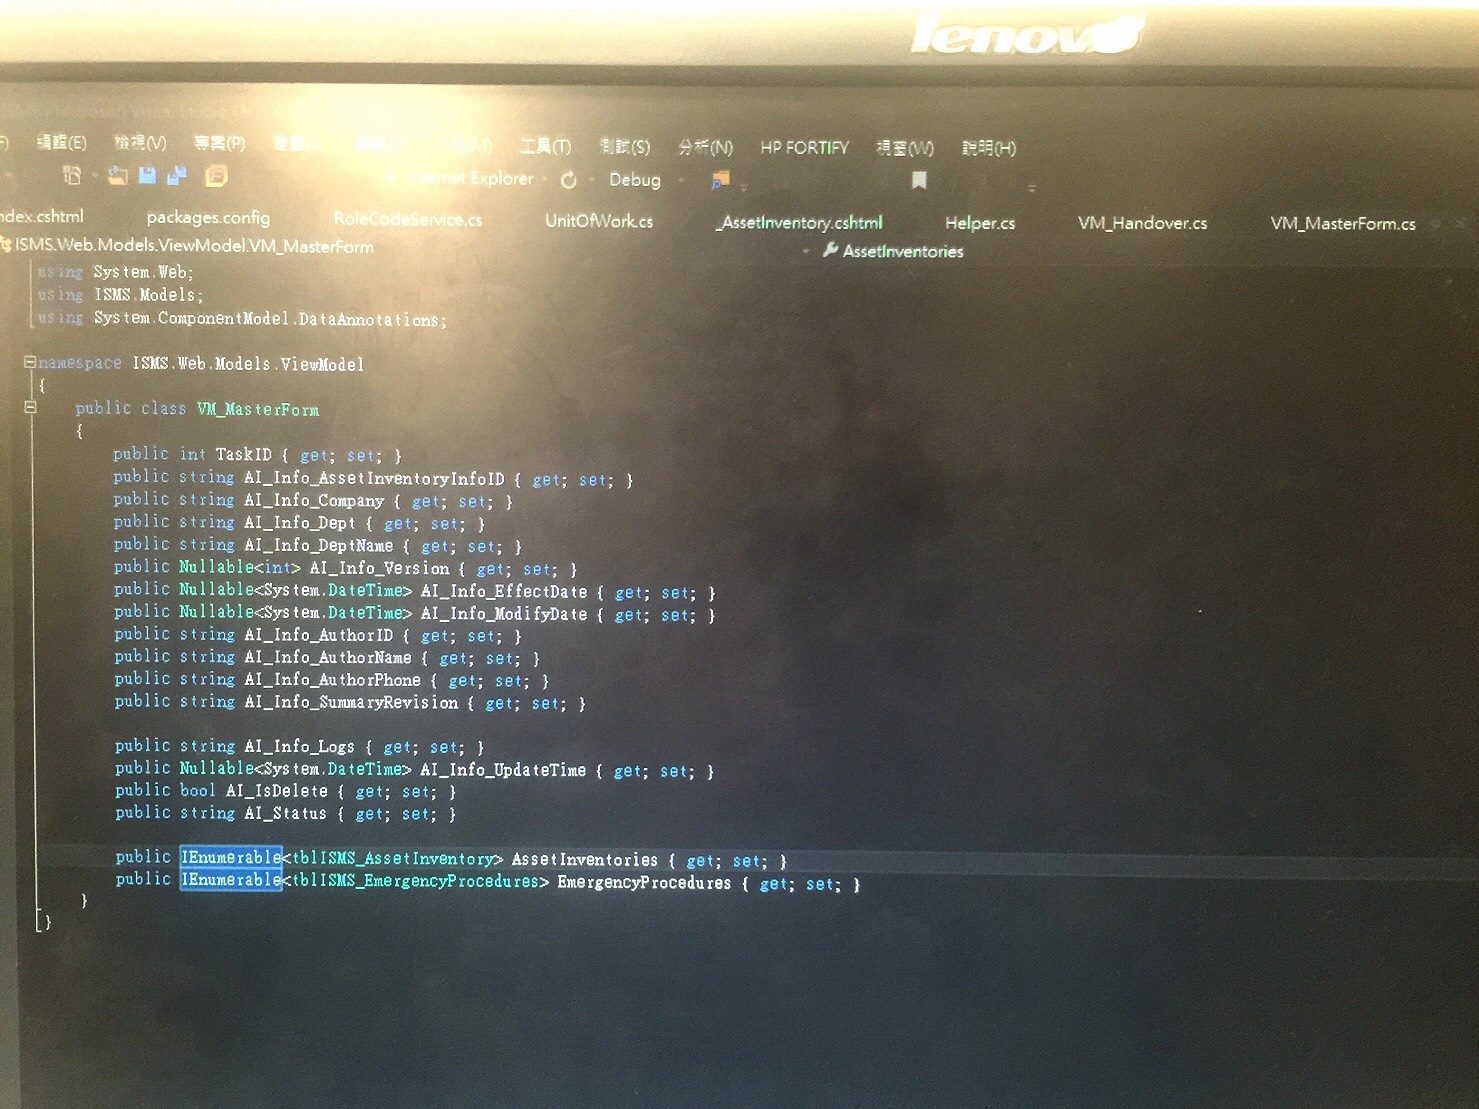 lenovo
編輯(E) 檢視(V) 專案(P) 工具(T) 測試(S) 分析(N) HP FORTIFY 視窗(W) 說明(H)
Internet Explorer Debug
ndex.cshtml packages.config RoleCodeService.cs UnitOfWork.cs _AssetInventory.cshtml Helper.cs VM_Handover.cs VM_MasterForm.cs
ISMS.Web.Models.ViewModel.VM_MasterForm AssetInventories
using System.Web;
using ISMS.Models;
using System.ComponentModel.DataAnnotations;
namespace ISMS.Web.Models.ViewModel
{
public class VM_MasterForm
{
public int TaskID { get; set; }
public string AI_Info_AssetInventoryInfoID { get; set; }
public string AI_Info_Company { get; set; }
public string AI_Info_Dept { get; set; }
public string AI_Info_DeptName { get; set; }
public Nullable<int> AI_Info_Version { get; set; }
public Nullable<System.DateTime> AI_Info_EffectDate { get; set; }
public Nullable<System.DateTime> AI_Info_ModifyDate { get; set; }
public string AI_Info_AuthorID { get; set; }
public string AI_Info_AuthorName { get; set; }
public string AI_Info_AuthorPhone { get; set; }
public string AI_Info_SummaryRevision { get; set; }
public string AI_Info_Logs { get; set; }
public Nullable<System.DateTime> AI_Info_UpdateTime { get; set; }
public bool AI_IsDelete { get; set; }
public string AI_Status { get; set; }
public IEnumerable<tblISMS_AssetInventory> AssetInventories { get; set; }
public IEnumerable<tblISMS_EmergencyProcedures> EmergencyProcedures { get; set; }
}
}